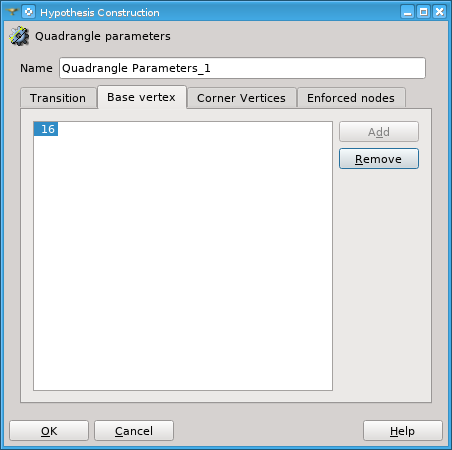 Hypothesis Construction
Quadrangle parameters
Name Quadrangle Parameters_1
Transition Base vertex Corner Vertices Enforced nodes
16 Add
Remove
OK Cancel Help